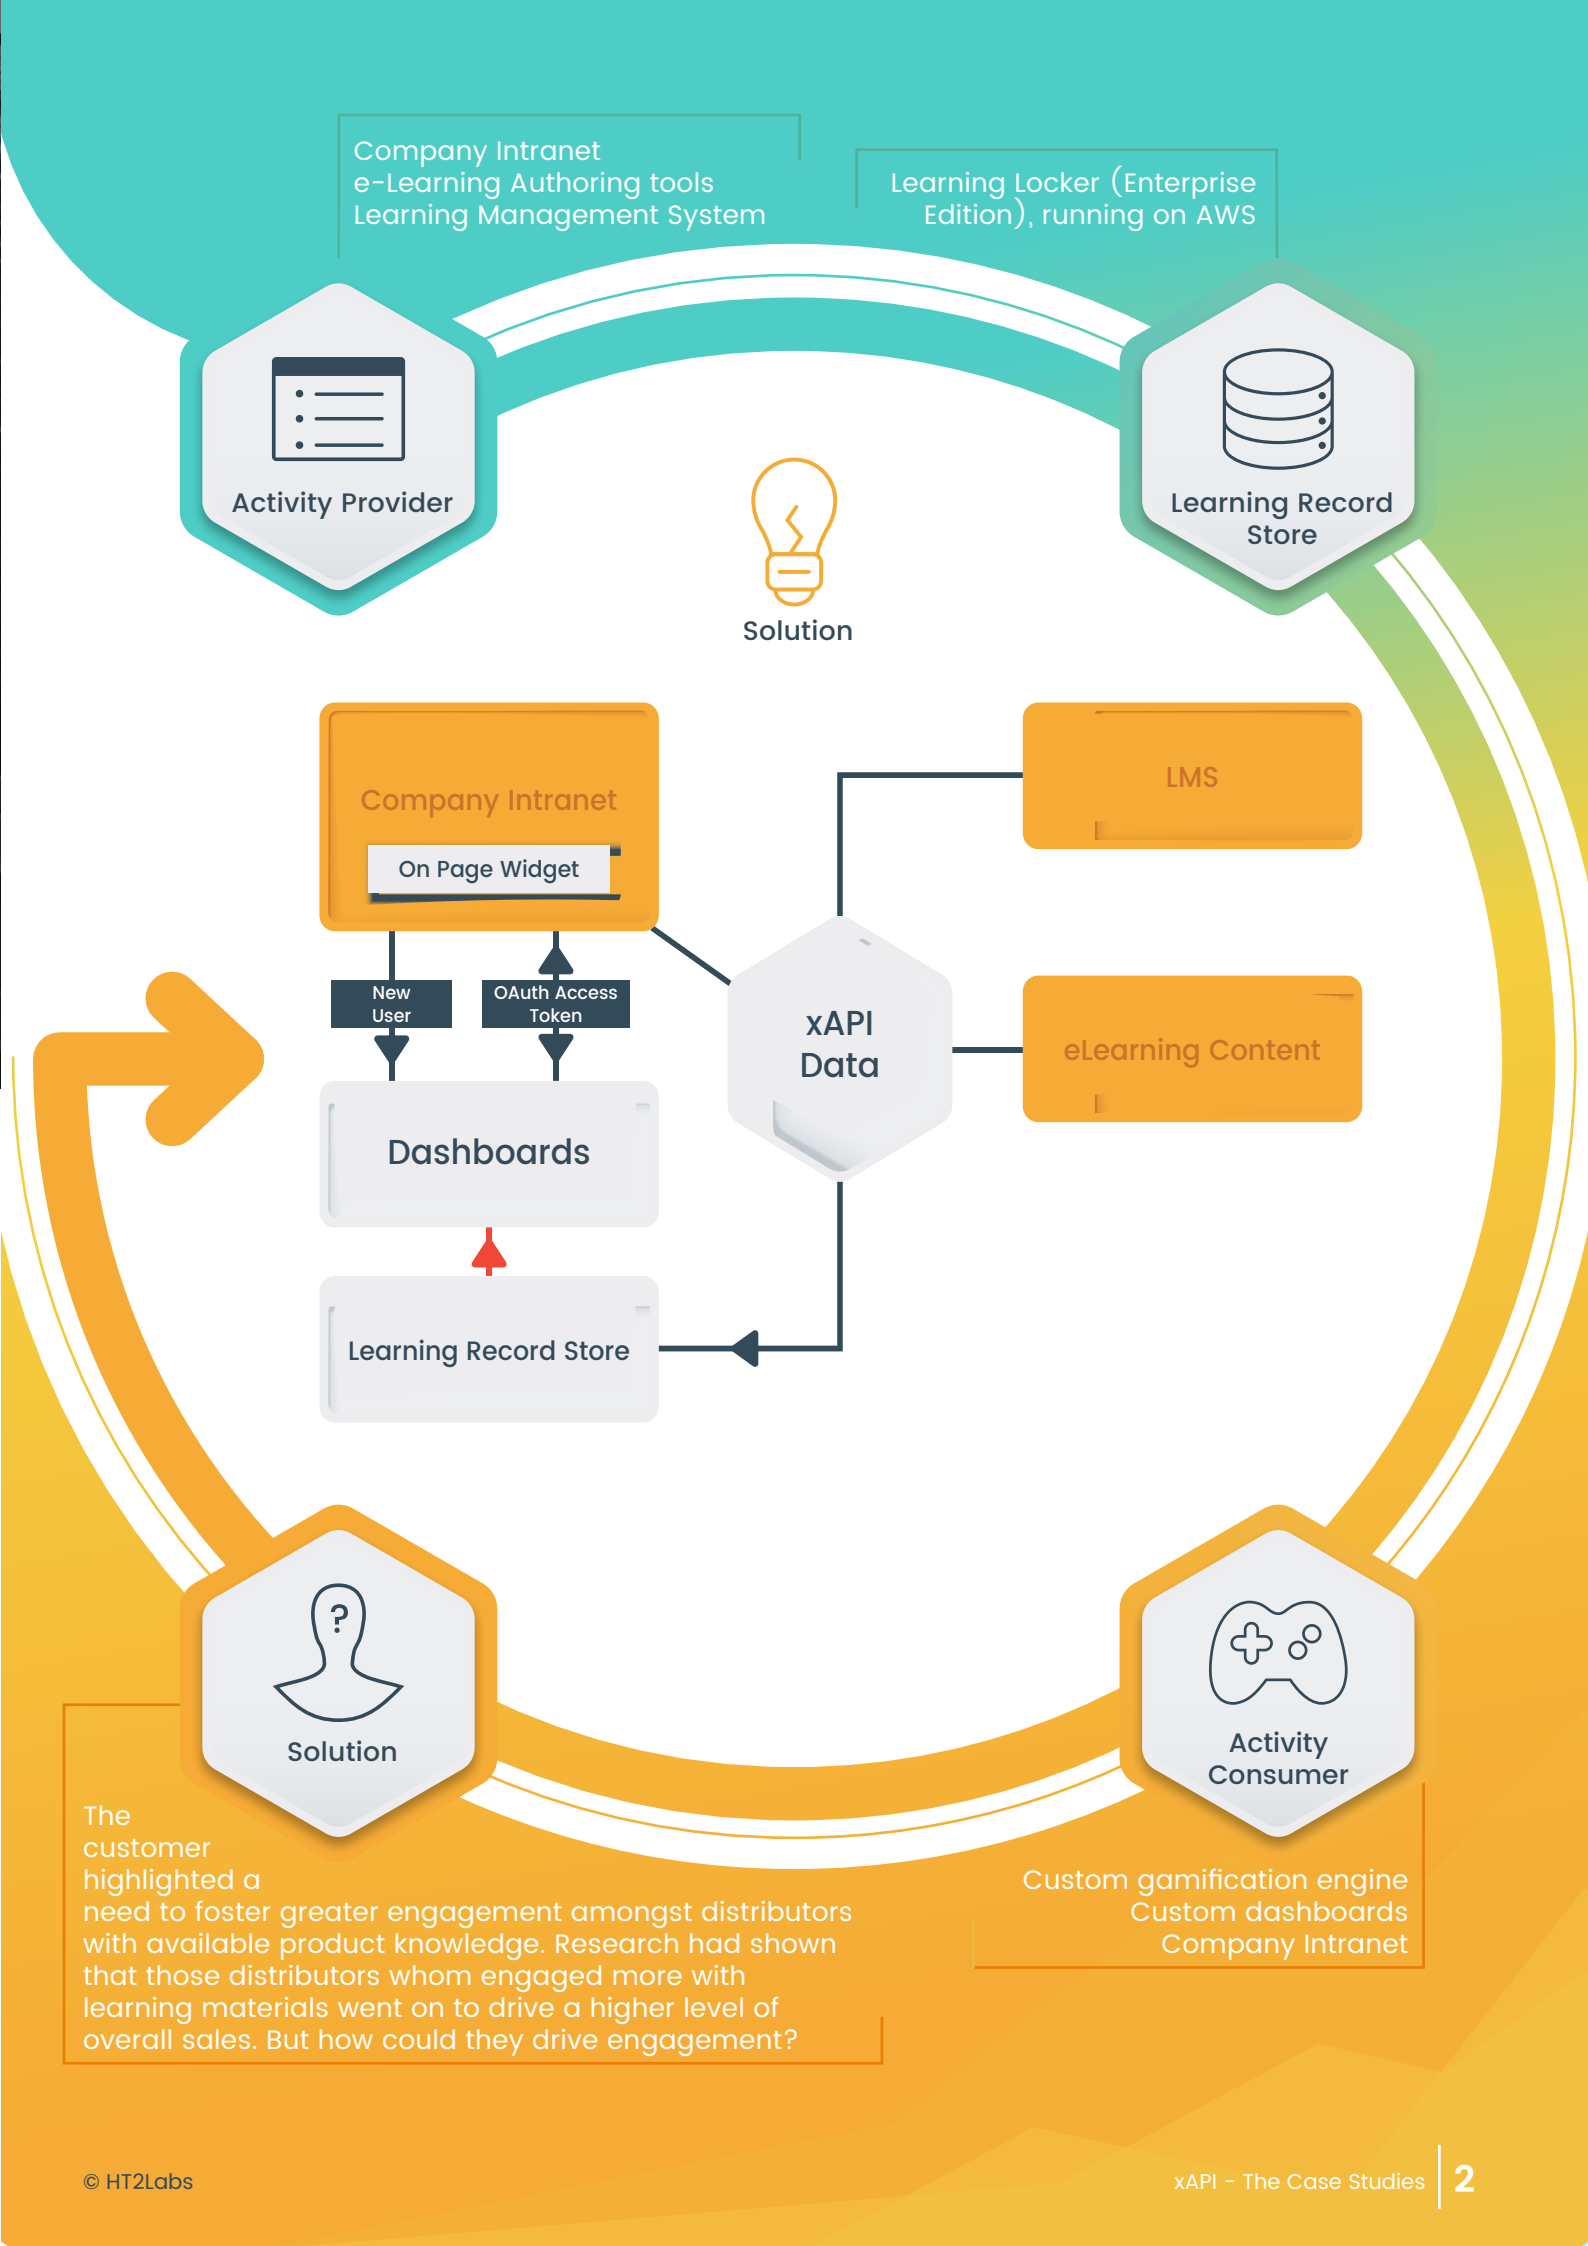 Company Intranet
e-Learning Authoring tools
Learning Management System
Learning Locker (Enterprise
Edition), running on AWS
Activity Provider
Learning Record
Store
Solution
Company Intranet
On Page Widget
LMS
New
User
OAuth Access
Token
xAPI
Data
eLearning Content
Dashboards
Learning Record Store
?
Solution
Activity
Consumer
The
customer
highlighted a
need to foster greater engagement amongst distributors
with available product knowledge. Research had shown
that those distributors whom engaged more with
learning materials went on to drive a higher level of
overall sales. But how could they drive engagement?
Custom gamification engine
Custom dashboards
Company Intranet
© HT2Labs
xAPI - The Case Studies 2